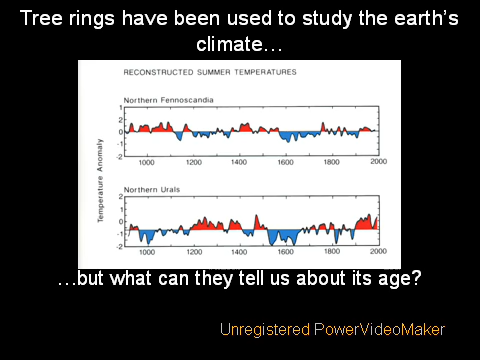 Tree rings have been used to study the earth's
climate…
RECONSTRUCTED SUMMER TEMPERATURES
Northern Fennoscandia
1
2
0
-1
-2
1000 1200 1400 1600 1800 2000
Temperature Anomaly
Northern Urals
2
1
0
-1
-2
1000 1200 1400 1600 1800 2000
…but what can they tell us about its age?
Unregistered PowerVideoMaker